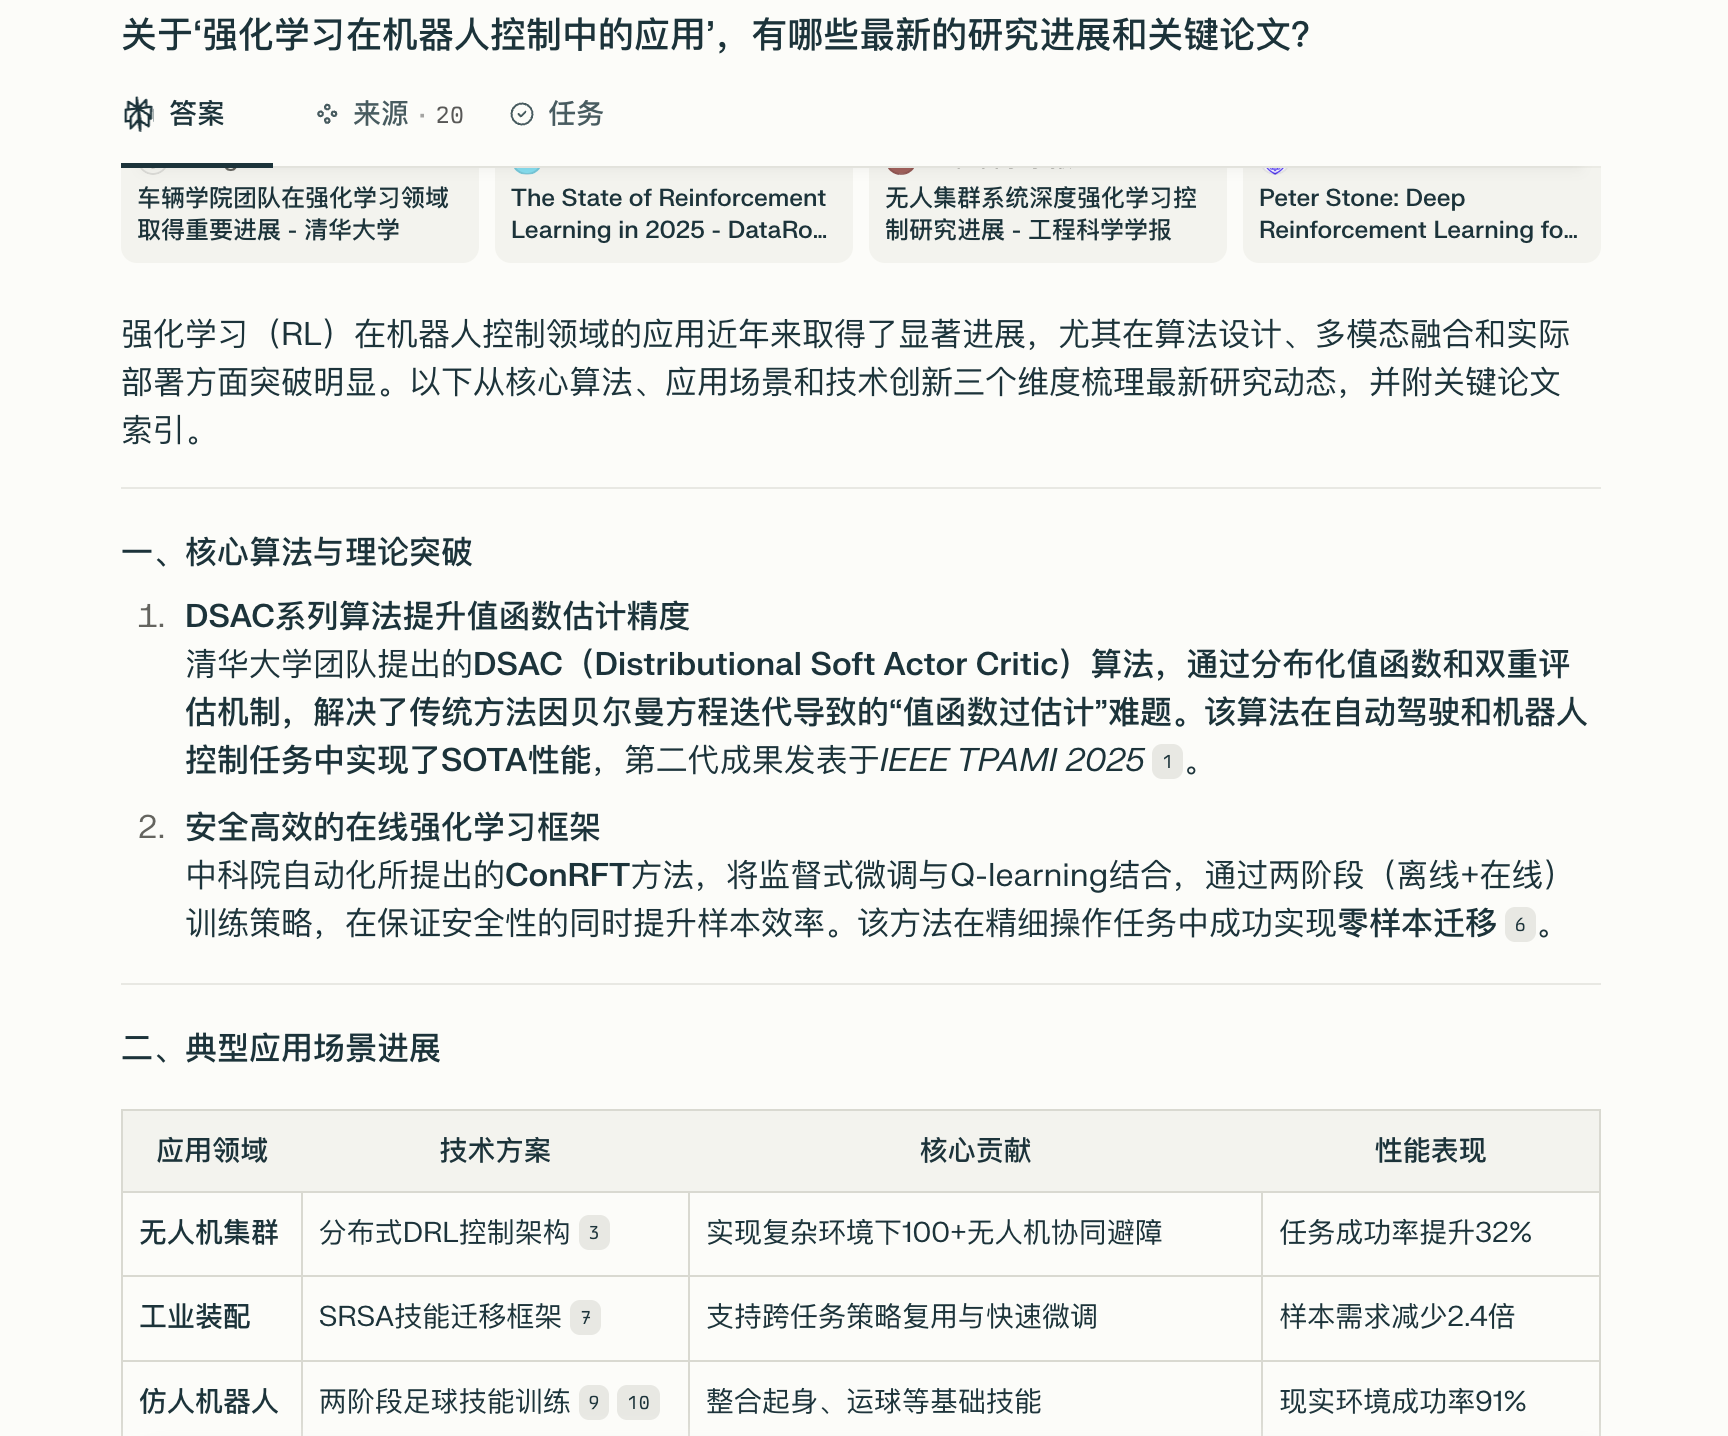 关于‘强化学习在机器人控制中的应用’，有哪些最新的研究进展和关键论文？
答案
来源 · 20
任务
车辆学院团队在强化学习领域
取得重要进展 - 清华大学
The State of Reinforcement
Learning in 2025 - DataRo...
无人集群系统深度强化学习控
制研究进展 - 工程科学学报
Peter Stone: Deep
Reinforcement Learning fo...
强化学习（RL）在机器人控制领域的应用近年来取得了显著进展，尤其在算法设计、多模态融合和实际
部署方面突破明显。以下从核心算法、应用场景和技术创新三个维度梳理最新研究动态，并附关键论文
索引。
一、核心算法与理论突破
1. DSAC系列算法提升值函数估计精度
清华大学团队提出的DSAC（Distributional Soft Actor Critic）算法，通过分布化值函数和双重评
估机制，解决了传统方法因贝尔曼方程迭代导致的“值函数过估计”难题。该算法在自动驾驶和机器人
控制任务中实现了SOTA性能，第二代成果发表于IEEE TPAMI 2025 1 。
2. 安全高效的在线强化学习框架
中科院自动化所提出的ConRFT方法，将监督式微调与Q-learning结合，通过两阶段（离线+在线）
训练策略，在保证安全性的同时提升样本效率。该方法在精细操作任务中成功实现零样本迁移 6 。
二、典型应用场景进展
应用领域 技术方案 核心贡献 性能表现
无人机集群 分布式DRL控制架构 3 实现复杂环境下100+无人机协同避障 任务成功率提升32%
工业装配 SRSA技能迁移框架 7 支持跨任务策略复用与快速微调 样本需求减少2.4倍
仿人机器人 两阶段足球技能训练 9 10 整合起身、运球等基础技能 现实环境成功率91%